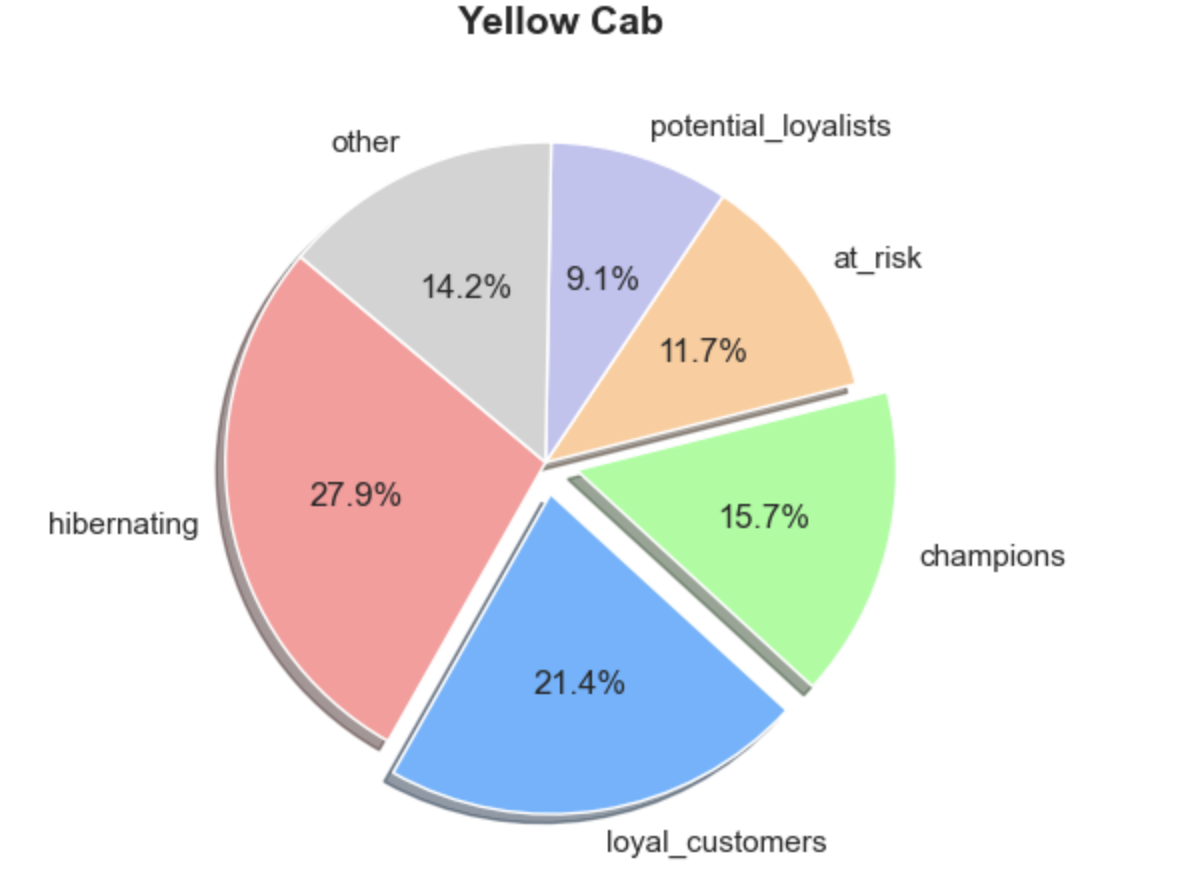 Yellow Cab
other
potential_loyalists
at_risk
14.2%
9.1%
11.7%
27.9%
hibernating
15.7%
champions
21.4%
loyal_customers